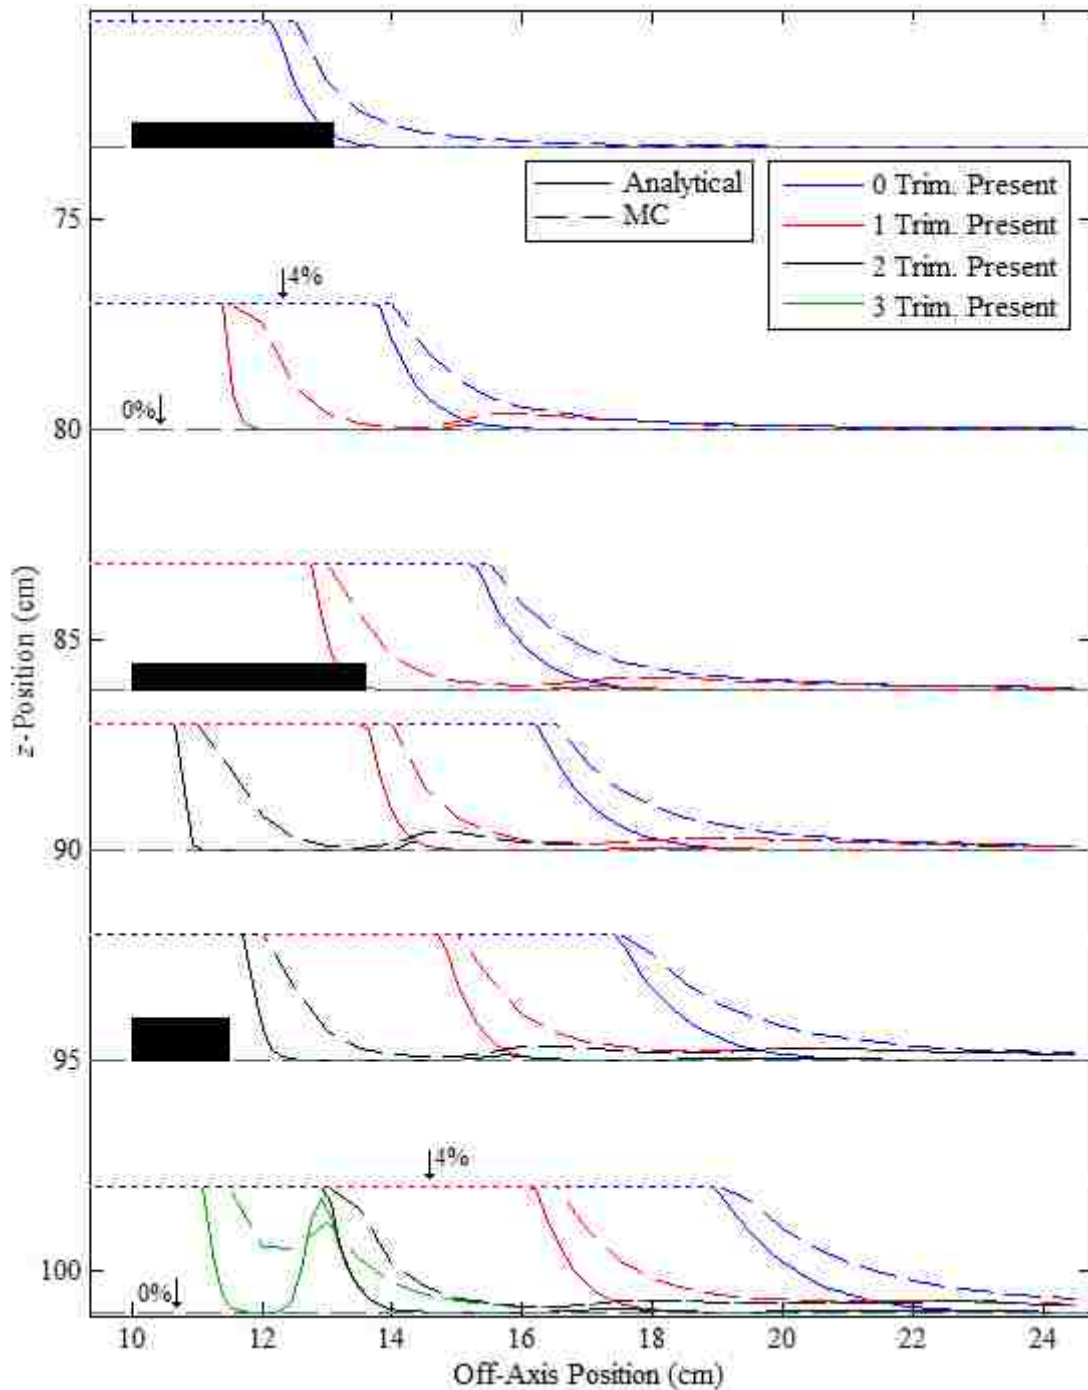 75
Analytical
MC
0 Trim. Present
1 Trim. Present
2 Trim. Present
3 Trim. Present
4%
0%
80
z-Position (cm)
85
90
95
4%
0%
100
10 12 14 16 18 20 22 24
Off-Axis Position (cm)